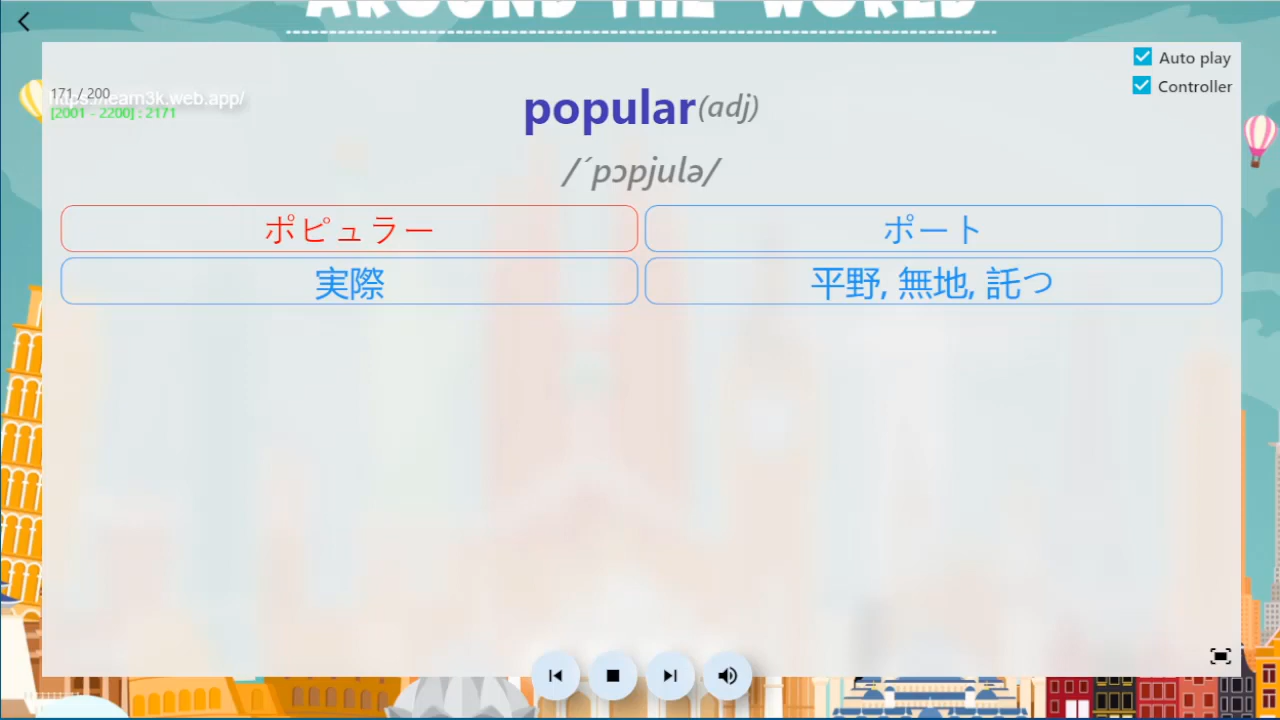 AROUND THE WORLD
Auto play
Controller
171 / 200
https://learn3k.web.app/
[2001 - 2200] : 2171
popular(adj)
/´pɔpjulə/
ポピュラー
ポート
実際
平野, 無地, 託つ